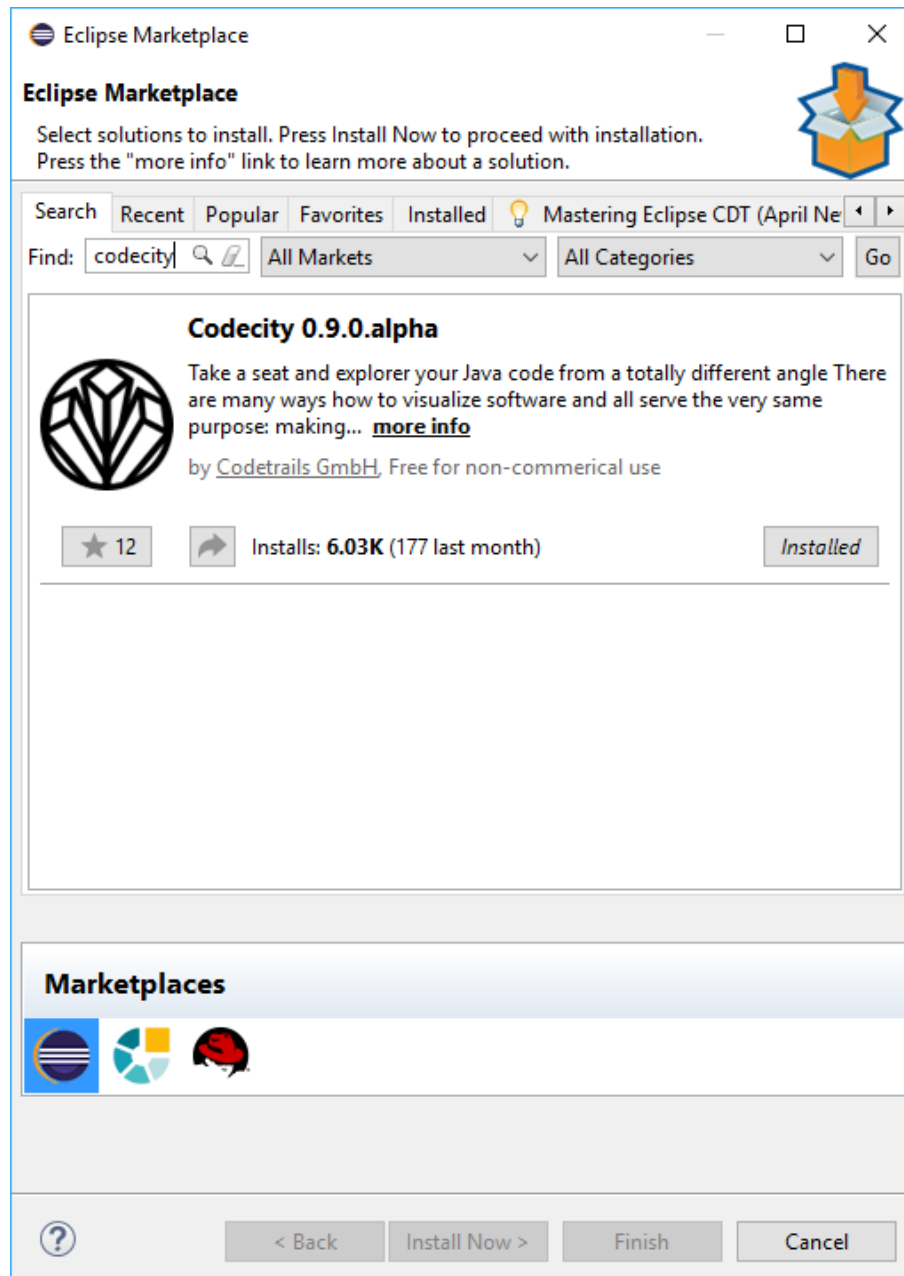 Eclipse Marketplace
Eclipse Marketplace
Select solutions to install. Press Install Now to proceed with installation.
Press the "more info" link to learn more about a solution.
Search Recent Popular Favorites Installed Mastering Eclipse CDT (April Ne
Find: codecity All Markets All Categories Go
Codecity 0.9.0.alpha
Take a seat and explorer your Java code from a totally different angle There
are many ways how to visualize software and all serve the very same
purpose: making... more info
by Codetrails GmbH, Free for non-commerical use
12 Installs: 6.03K (177 last month) Installed
Marketplaces
? < Back Install Now > Finish Cancel